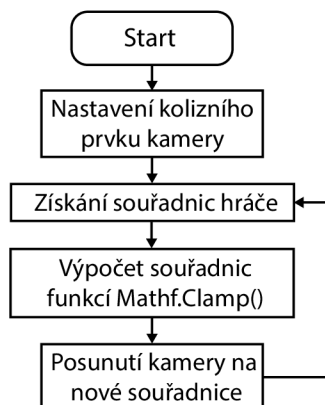 Start
Nastavení kolizního
prvku kamery
Získání souřadnic hráče
Výpočet souřadnic
funkcí Mathf.Clamp()
Posunutí kamery na
nové souřadnice